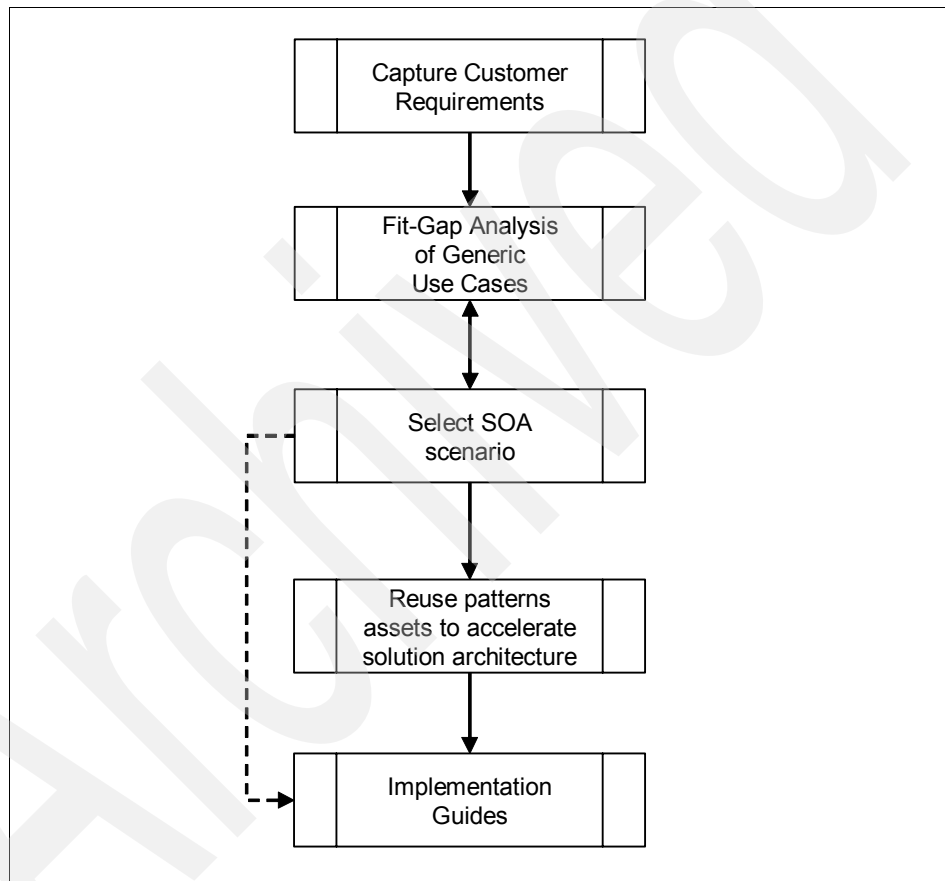 Capture Customer
Requirements
Fit-Gap Analysis
of Generic
Use Cases
Select SOA
scenario
Reuse patterns
assets to accelerate
solution architecture
Implementation
Guides
Archived